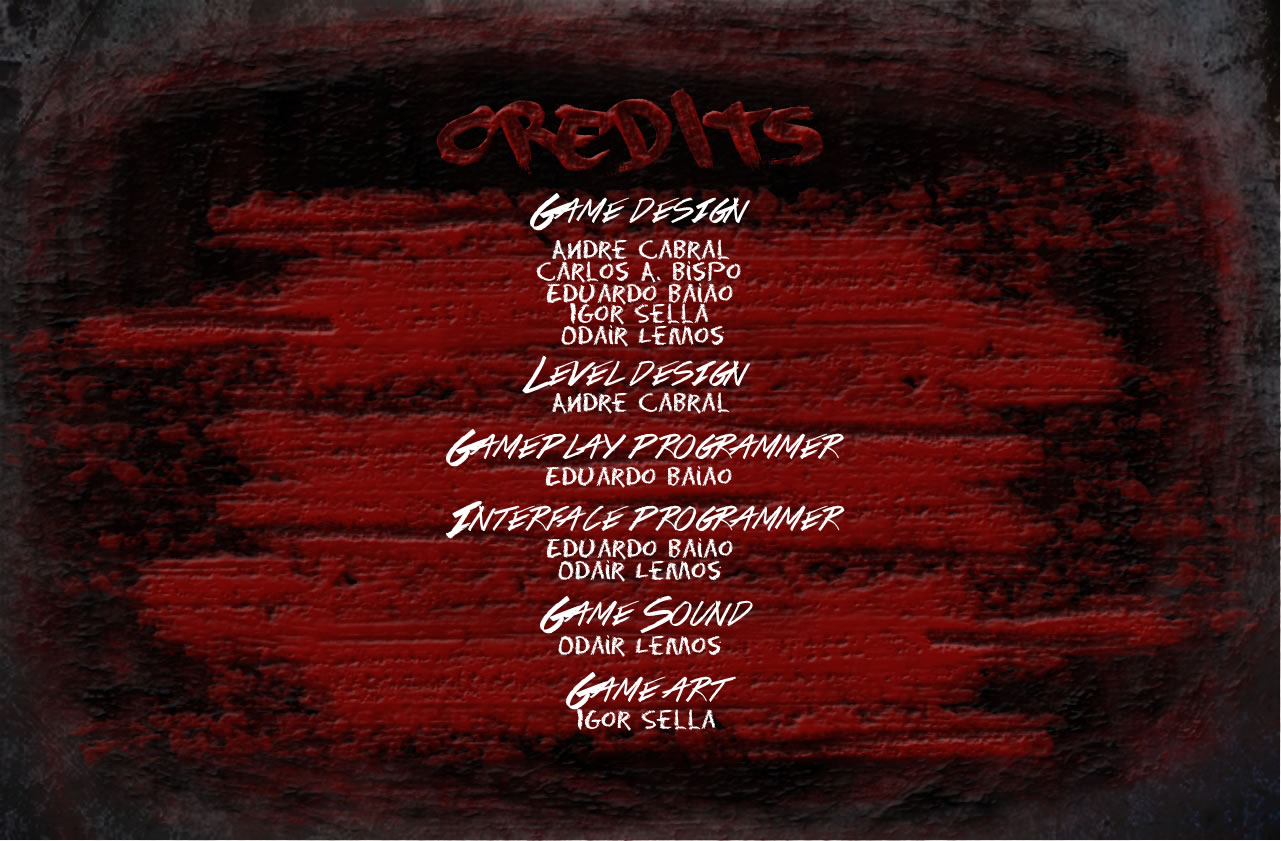 CREDITS
GAME DESIGN
ANDRE CABRAL
CARLOS A. BISPO
EDUARDO BAIAO
IGOR SELLA
ODAIR LEMOS
LEVEL DESIGN
ANDRE CABRAL
GAMEPLAY PROGRAMMER
EDUARDO BAIAO
INTERFACE PROGRAMMER
EDUARDO BAIAO
ODAIR LEMOS
GAME SOUND
ODAIR LEMOS
GAME ART
IGOR SELLA